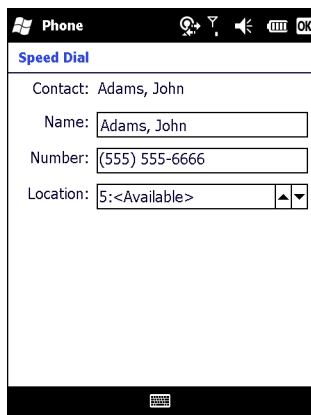 Phone
OK
Speed Dial
Contact: Adams, John
Name: Adams, John
Number: (555) 555-6666
Location: 5:<Available>